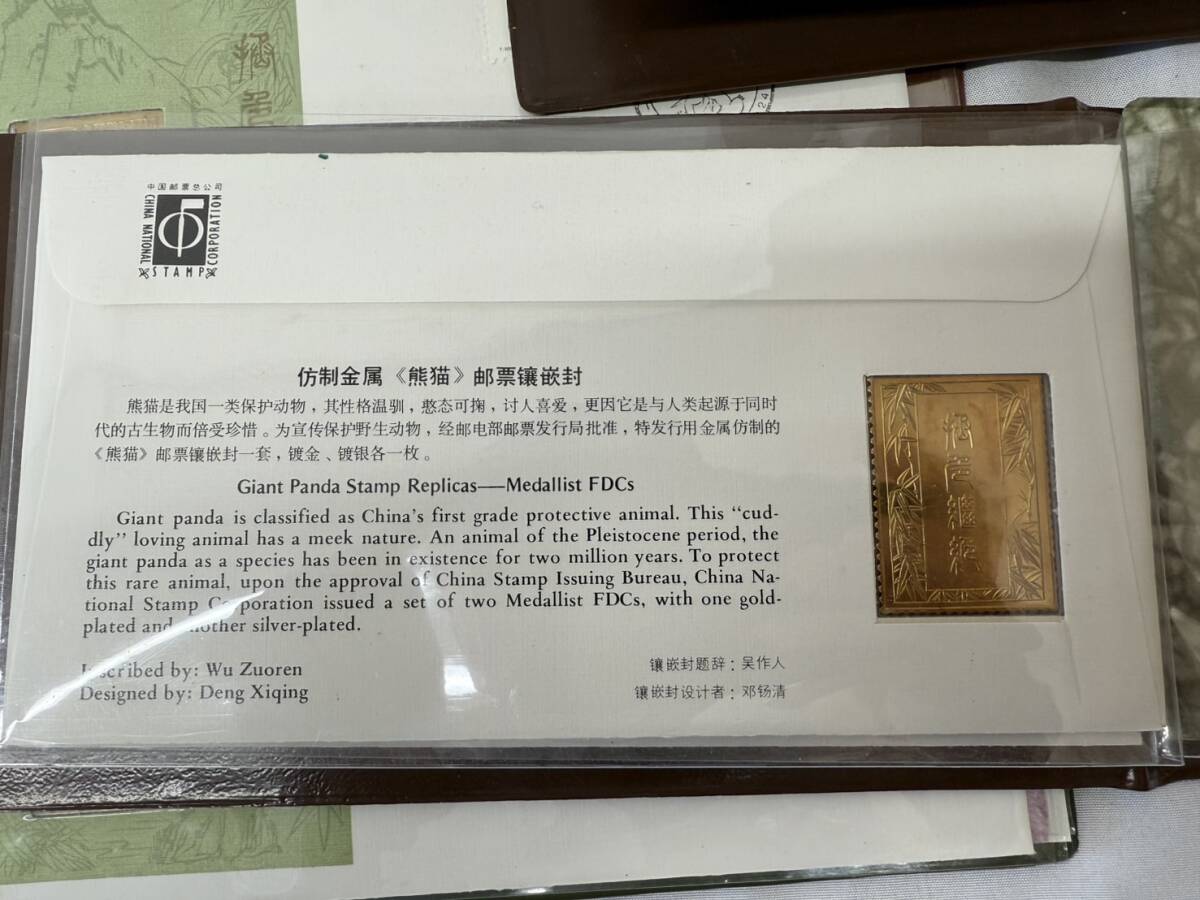 24
中国邮票总公司
CHINA NATIONAL
STAMP
CORPORATION
仿制金属《熊猫》邮票镶嵌封
熊猫是我国一类保护动物，其性格温驯，憨态可掬，讨人喜爱，更因它是与人类起源于同时
代的古生物而倍受珍惜。为宣传保护野生动物，经邮电部邮票发行局批准，特发行用金属仿制的
《熊猫》邮票镶嵌封一套，镀金、镀银各一枚。
Giant Panda Stamp Replicas——Medallist FDCs
Giant panda is classified as China's first grade protective animal. This “cud-
dly” loving animal has a meek nature. An animal of the Pleistocene period, the
giant panda as a species has been in existence for two million years. To protect
this rare animal, upon the approval of China Stamp Issuing Bureau, China Na-
tional Stamp Corporation issued a set of two Medallist FDCs, with one gold-
plated and another silver-plated.
Inscribed by: Wu Zuoren
Designed by: Deng Xiqing
镶嵌封题辞：吴作人
镶嵌封设计者：邓钖清